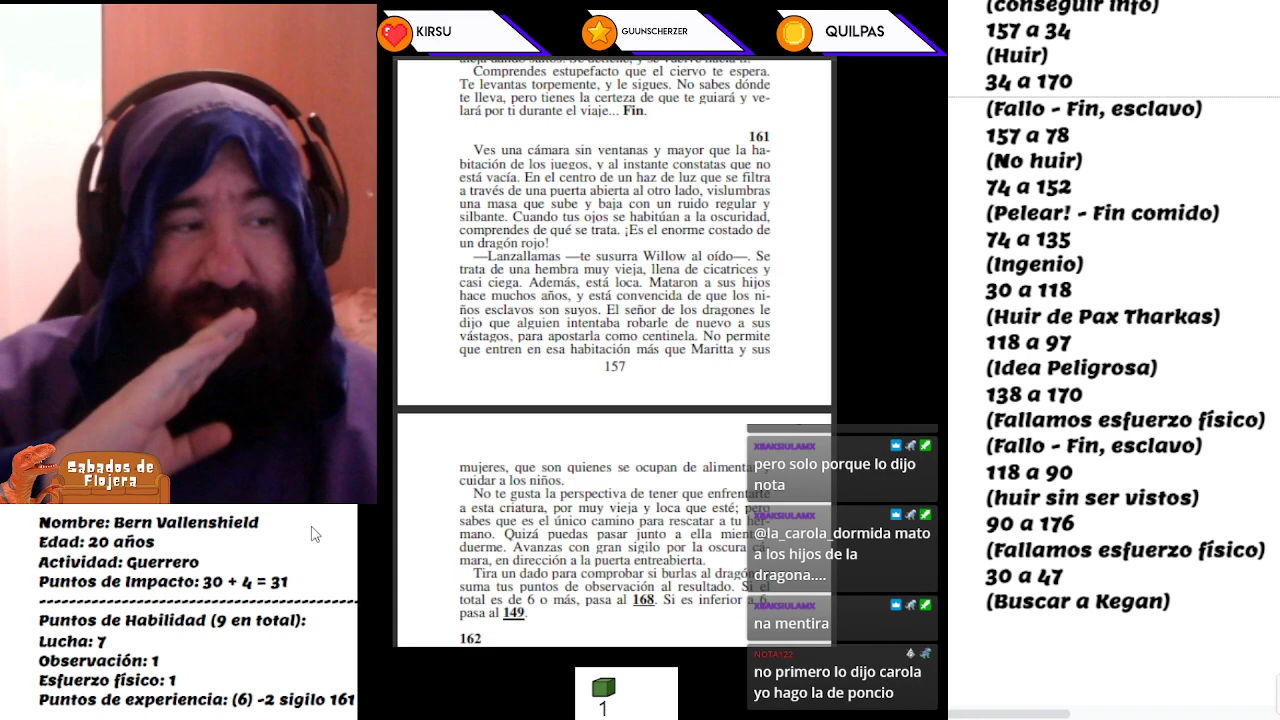 KIRSU
GUUNSCHERZER
QUILPAS
Comprendes estupefacto que el ciervo te espera.
Te levantas torpemente, y le sigues. No sabes dónde
te lleva, pero tienes la certeza de que te guiará y ve-
lará por ti durante el viaje... Fin.
161
Ves una cámara sin ventanas y mayor que la ha-
bitación de los juegos, y al instante constatas que no
está vacía. En el centro de un haz de luz que se filtra
a través de una puerta abierta al otro lado, vislumbras
una masa que sube y baja con un ruido regular y
silbante. Cuando tus ojos se habitúan a la oscuridad,
comprendes de qué se trata. ¡Es el enorme costado de
un dragón rojo!
—Lanzallamas —te susurra Willow al oído—. Se
trata de una hembra muy vieja, llena de cicatrices y
casi ciega. Además, está loca. Mataron a sus hijos
hace muchos años, y está convencida de que los ni-
ños esclavos son suyos. El señor de los dragones le
dijo que alguien intentaba robarle de nuevo a sus
vástagos, para apostarla como centinela. No permite
que entren en esa habitación más que Maritta y sus
157
mujeres, que son quienes se ocupan de alimentar
cuidar a los niños.
No te gusta la perspectiva de tener que enfrentarte
a esta criatura, por muy vieja y loca que esté; pero
sabes que es el único camino para rescatar a tu her-
mano. Quizá puedas pasar junto a ella
duerme. Avanzas con gran sigilo por la oscura
mara, en dirección a la puerta entreabierta.
Tira un dado para comprobar si burlas al dragón
suma tus puntos de observación al resultado. Si el
total es de 6 o más, pasa al 168. Si es inferior a 6,
pasa al 149.
162
XBAKSIULAMX
pero solo porque lo dijo
nota
XBAKSIULAMX
@la_carola_dormida mato
a los hijos de la
dragona....
XBAKSIULAMX
na mentira
NOTA122:
no primero lo dijo carola
yo hago la de poncio
1
Sabados de
Flojera
Nombre: Bern Vallenshield
Edad: 20 años
Actividad: Guerrero
Puntos de Impacto: 30 + 4 = 31
Puntos de Habilidad (9 en total):
Lucha: 7
Observación: 1
Esfuerzo físico: 1
Puntos de experiencia: (6) -2 sigilo 161
(conseguir info)
157 a 34
(Huir)
34 a 170
(Fallo - Fin, esclavo)
157 a 78
(No huir)
74 a 152
(Pelear! - Fin comido)
74 a 135
(Ingenio)
30 a 118
(Huir de Pax Tharkas)
118 a 97
(Idea Peligrosa)
138 a 170
(Fallamos esfuerzo físico)
(Fallo - Fin, esclavo)
118 a 90
(huir sin ser vistos)
90 a 176
(Fallamos esfuerzo físico)
30 a 47
(Buscar a Kegan)